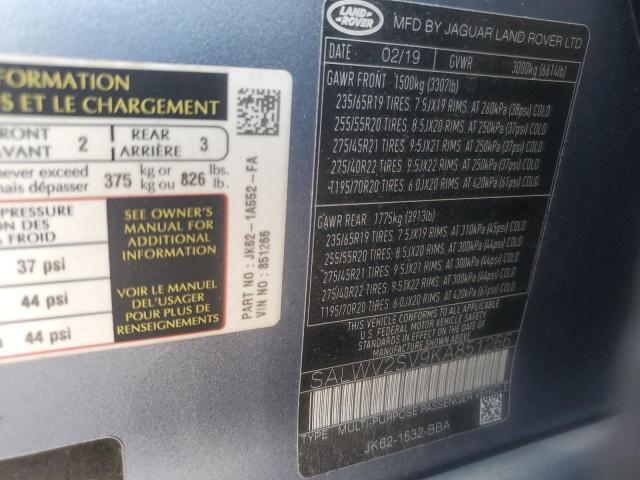 FORMATION
S ET LE CHARGEMENT
FRONT 2 REAR 3
AVANT ARRIÈRE
never exceed 375 kg or 826 lbs.
mais dépasser kg ou lb.
PRESSURE
ON DES
A FROID
37 psi
44 psi
44 psi
SEE OWNER'S
MANUAL FOR
ADDITIONAL
INFORMATION
VOIR LE MANUEL
DE L'USAGER
POUR PLUS DE
RENSEIGNEMENTS
PART NO : JK62-1A552-FA
VIN NO : 851266
LAND
ROVER
MFD BY JAGUAR LAND ROVER LTD
DATE 02/19 GVWR 3000kg (6614lb)
GAWR FRONT 1500kg (3307lb)
235/65R19 TIRES, 7.5JX19 RIMS, AT 260kPa (38psi) COLD
255/55R20 TIRES, 8.5JX20 RIMS, AT 250kPa (37psi) COLD
275/45R21 TIRES, 9.5JX21 RIMS, AT 250kPa (37psi) COLD
275/40R22 TIRES, 9.5JX22 RIMS, AT 250kPa (37psi) COLD
T195/70R20 TIRES, 6.0JX20 RIMS, AT 420kPa (61psi) COLD
GAWR REAR 1775kg (3913lb)
235/65R19 TIRES, 7.5JX19 RIMS, AT 310kPa (45psi) COLD
255/55R20 TIRES, 8.5JX20 RIMS, AT 300kPa (44psi) COLD
275/45R21 TIRES, 9.5JX21 RIMS, AT 300kPa (44psi) COLD
275/40R22 TIRES, 9.5JX22 RIMS, AT 300kPa (44psi) COLD
T195/70R20 TIRES, 6.0JX20 RIMS, AT 420kPa (61psi) COLD
THIS VEHICLE CONFORMS TO ALL APPLICABLE
U.S. FEDERAL MOTOR VEHICLE SAFETY
STANDARDS IN EFFECT ON THE DATE OF
MANUFACTURE SHOWN ABOVE
SALWV2SV9KA851266
TYPE MULTI-PURPOSE PASSENGER VEHICLE
JK62-1532-BBA